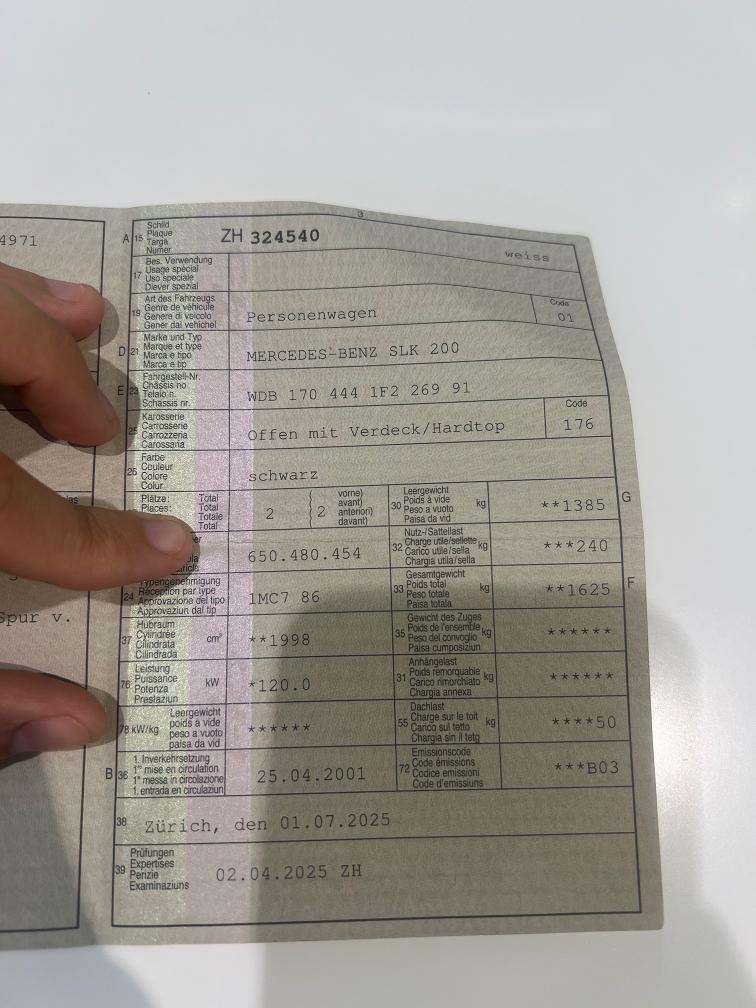 4971
Spur v.
3
A 15 Schild
Plaque
Targa
Numer
ZH 324540
weiss
17 Bes. Verwendung
Usage spécial
Uso speciale
Diever spezial
19 Art des Fahrzeugs
Genre de véhicule
Genere di veicolo
Gener dal vehichel
Personenwagen
Code
01
D 21 Marke und Typ
Marque et type
Marca e tipo
Marca e tip
MERCEDES-BENZ SLK 200
E 23 Fahrgestell-Nr.
Châssis no
Telaio n.
Schassis nr.
WDB 170 444 1F2 269 91
25 Karosserie
Carrosserie
Carrozzeria
Carossaria
Offen mit Verdeck/Hardtop
Code
176
26 Farbe
Couleur
Colore
Colur
schwarz
Plätze: Total
Places: Total
Totale
Total
2
2
vorne)
avant)
anteriori)
davant)
30 Leergewicht
Poids à vide
Peso a vuoto
Paisa da vid
kg
**1385
G
650.480.454
32 Nutz-/Sattellast
Charge utile/sellette
Carico utile/sella
Chargia utila/sella
kg
***240
24 Typengenehmigung
Réception par type
Approvazione del tipo
Approvaziun dal tip
1MC7 86
33 Gesamtgewicht
Poids total
Peso totale
Paisa totala
kg
**1625
F
37 Hubraum
Cylindrée
Cilindrata
Cilindrada
cm³
**1998
35 Gewicht des Zuges
Poids de l'ensemble
Peso del convoglio
Paisa cumposiziun
kg
******
76 Leistung
Puissance
Potenza
Prestaziun
kW
*120.0
31 Anhängelast
Poids remorquable
Carico rimorchiato
Chargia annexa
kg
******
78 kW/kg
Leergewicht
poids à vide
peso a vuoto
paisa da vid
******
55 Dachlast
Charge sur le toit
Carico sul tetto
Chargia sin il tetg
kg
****50
B 36 1. Inverkehrsetzung
1re mise en circulation
1a messa in circolazione
1. entrada en circulaziun
25.04.2001
72 Emissionscode
Code émissions
Codice emissioni
Code d'emissiuns
***B03
38 Zürich, den 01.07.2025
39 Prüfungen
Expertises
Perizie
Examinaziuns
02.04.2025 ZH